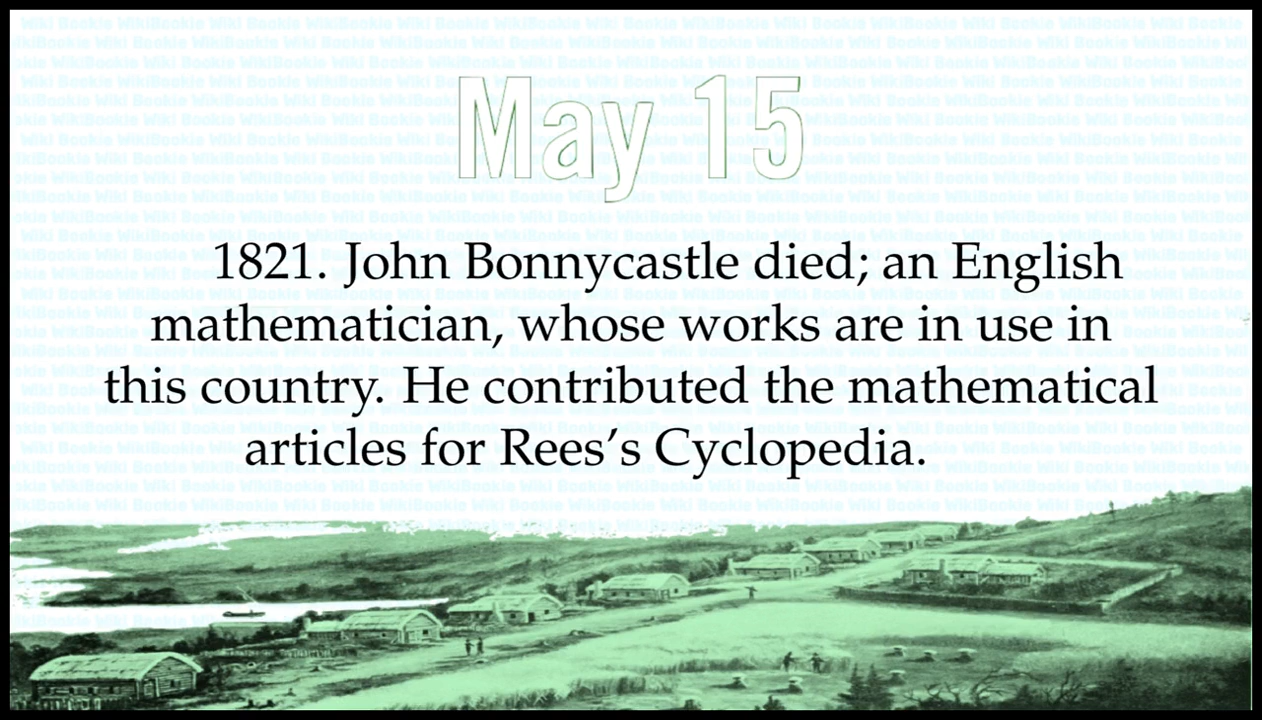 May 15
1821. John Bonnycastle died; an English
mathematician, whose works are in use in
this country. He contributed the mathematical
articles for Rees’s Cyclopedia.